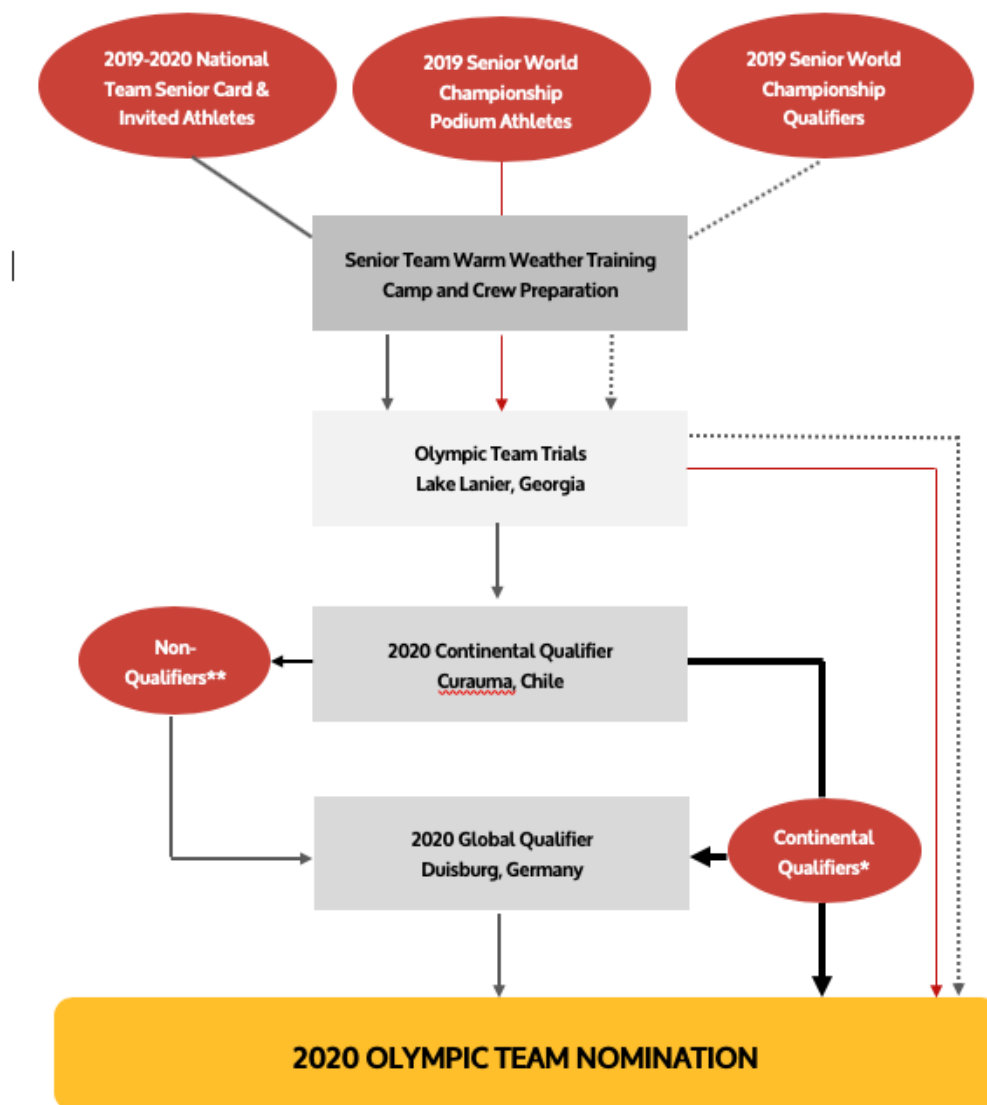 2019-2020 National
Team Senior Card &
Invited Athletes
2019 Senior World
Championship
Podium Athletes
2019 Senior World
Championship
Qualifiers
Senior Team Warm Weather Training
Camp and Crew Preparation
Olympic Team Trials
Lake Lanier, Georgia
Non-
Qualifiers**
2020 Continental Qualifier
Curauma, Chile
2020 Global Qualifier
Duisburg, Germany
Continental
Qualifiers*
2020 OLYMPIC TEAM NOMINATION